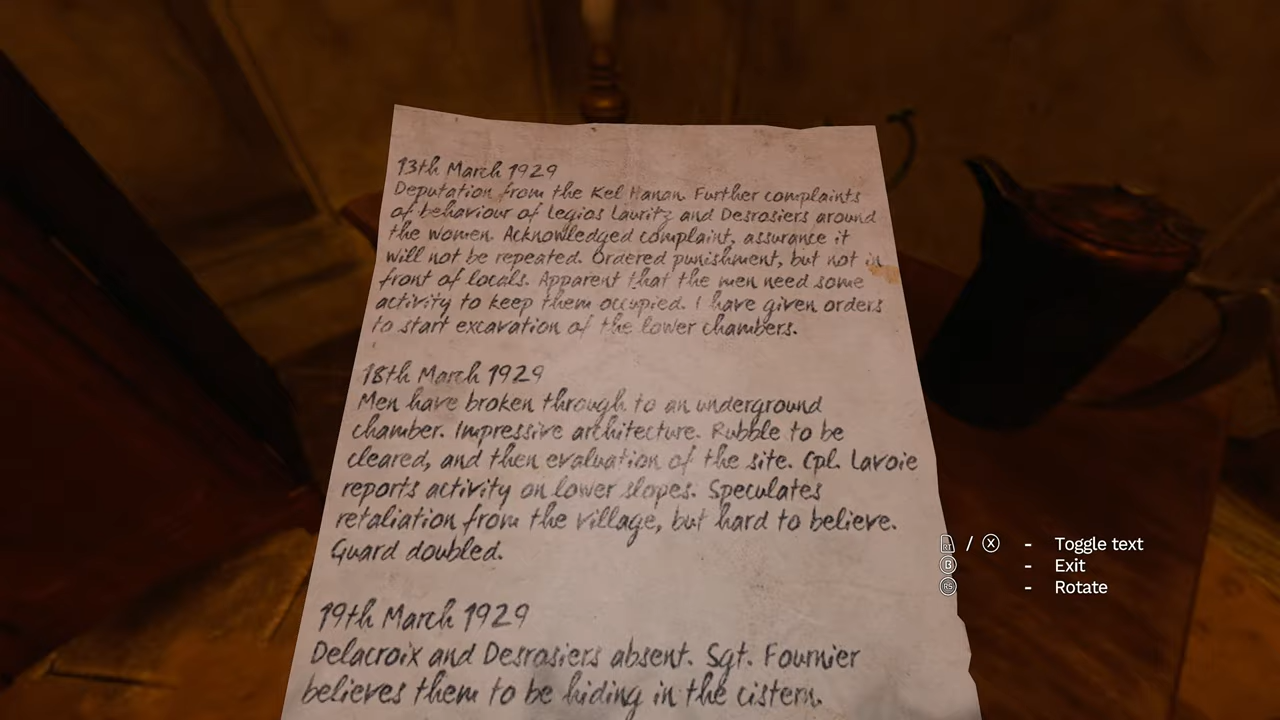 13th March 1929
Deputation from the Kel Hanan. Further complaints
of behaviour of Legios Lauritz and Desrosiers around
the women. Acknowledged complaint, assurance it
will not be repeated. Ordered punishment, but not in
front of locals. Apparent that the men need some
activity to keep them occupied. I have given orders
to start excavation of the lower chambers.
18th March 1929
Men have broken through to an underground
chamber. Impressive architecture. Rubble to be
cleared, and then evaluation of the site. Cpl. Lavoie
reports activity on lower slopes. Speculates
retaliation from the village, but hard to believe.
Guard doubled.
19th March 1929
Delacroix and Desrosiers absent. Sgt. Fournier
believes them to be hiding in the cistern.
RT / X - Toggle text
B - Exit
RS - Rotate